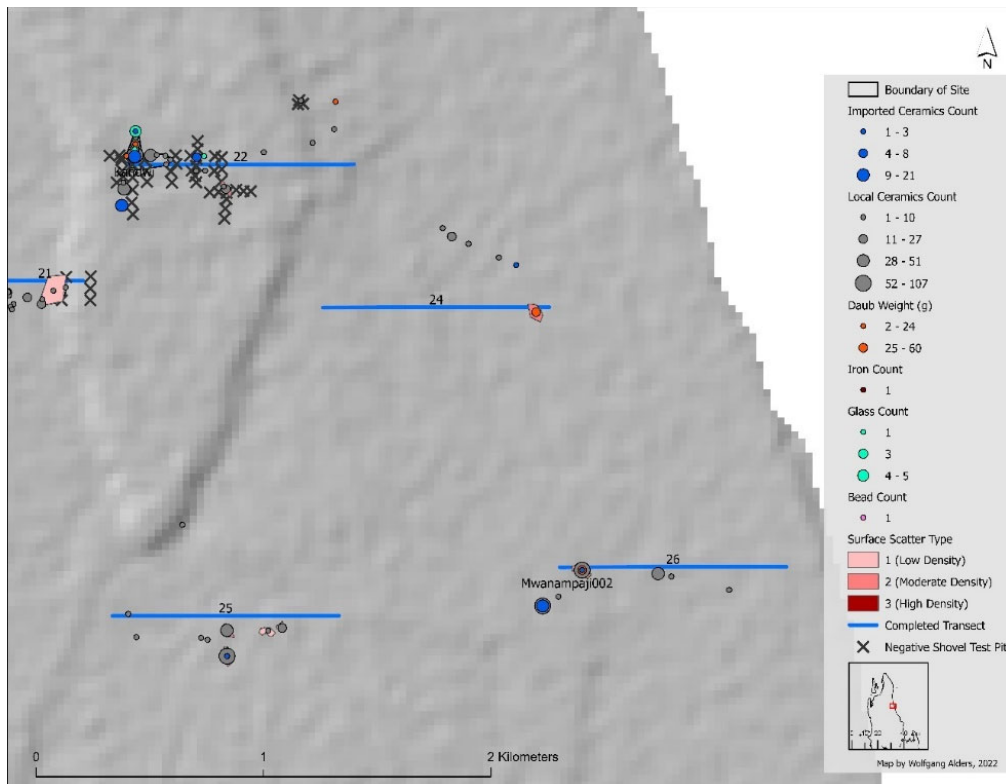 N
Boundary of Site
Imported Ceramics Count
1 - 3
4 - 8
9 - 21
Local Ceramics Count
1 - 10
11 - 27
28 - 51
52 - 107
Daub Weight (g)
2 - 24
25 - 60
Iron Count
1
Glass Count
1
3
4 - 5
Bead Count
1
Surface Scatter Type
1 (Low Density)
2 (Moderate Density)
3 (High Density)
Completed Transect
Negative Shovel Test Pit
22
21
24
26
Mwanampaji002
25
0 1 2 Kilometers
Map by Wolfgang Alders, 2022